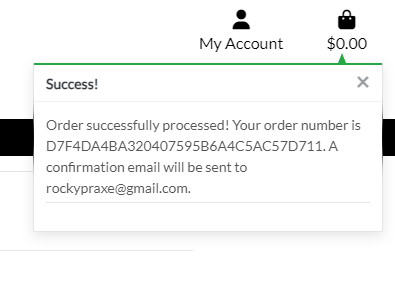 My Account
$0.00
Success!
Order successfully processed! Your order number is
D7F4DA4BA320407595B6A4C5AC57D711. A
confirmation email will be sent to
rockypraxe@gmail.com.